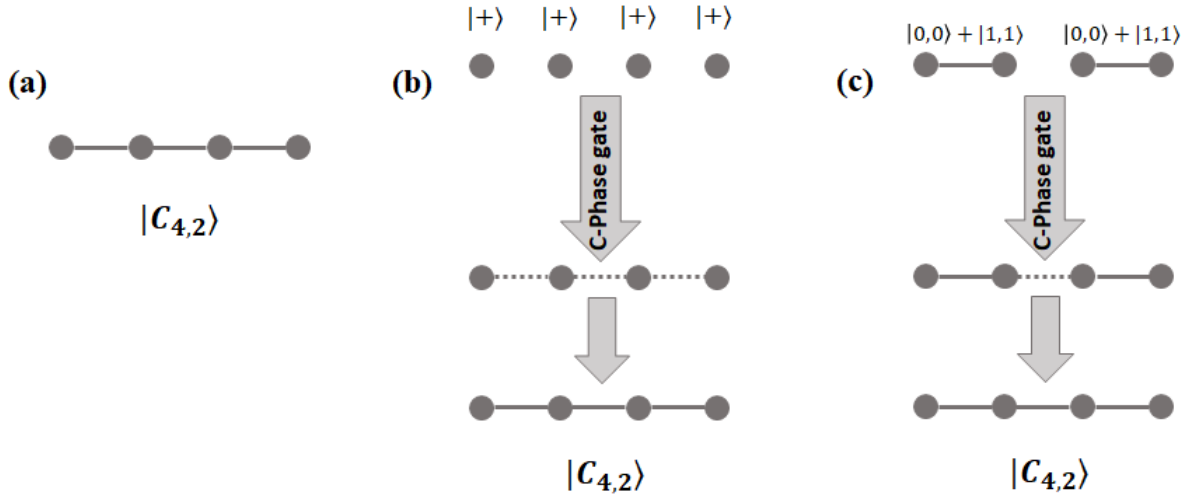 (a)
|C₄,₂⟩
(b)
|+⟩ |+⟩ |+⟩ |+⟩
C-Phase gate
|C₄,₂⟩
(c)
|0,0⟩ + |1,1⟩ |0,0⟩ + |1,1⟩
C-Phase gate
|C₄,₂⟩